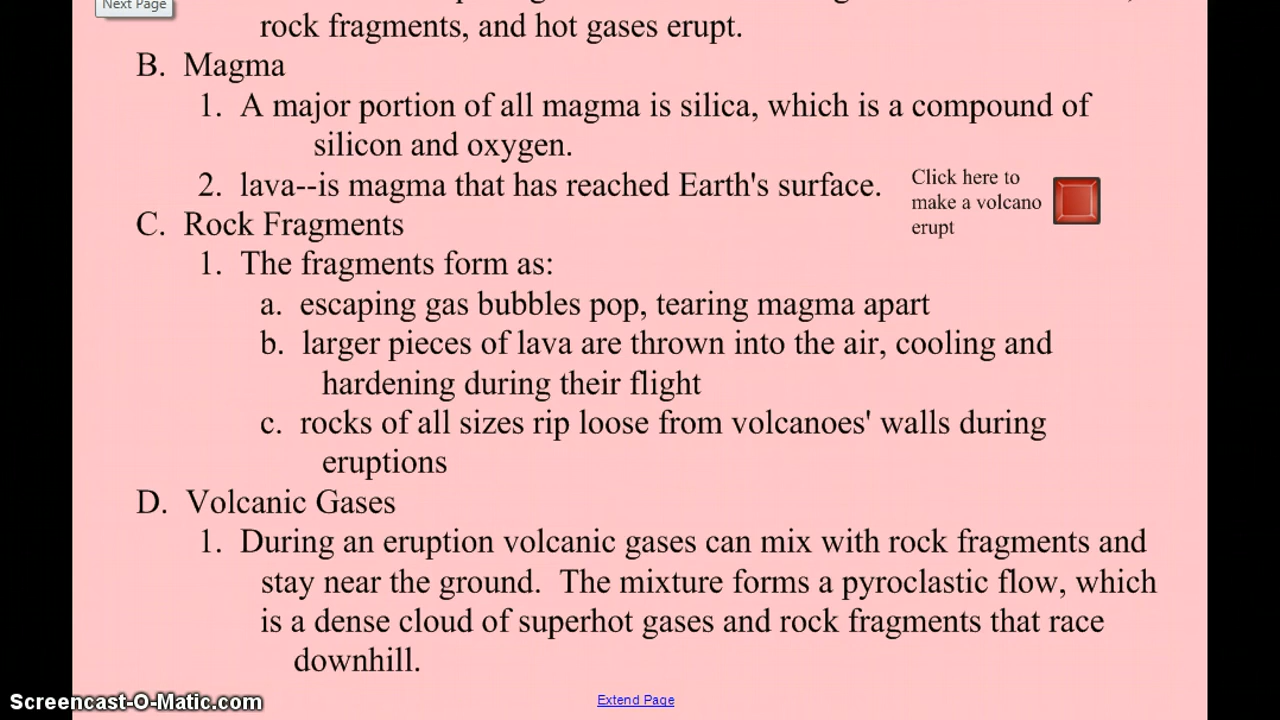 Next Page
rock fragments, and hot gases erupt.
B. Magma
1. A major portion of all magma is silica, which is a compound of
silicon and oxygen.
2. lava--is magma that has reached Earth's surface.
Click here to
make a volcano
erupt
C. Rock Fragments
1. The fragments form as:
a. escaping gas bubbles pop, tearing magma apart
b. larger pieces of lava are thrown into the air, cooling and
hardening during their flight
c. rocks of all sizes rip loose from volcanoes' walls during
eruptions
D. Volcanic Gases
1. During an eruption volcanic gases can mix with rock fragments and
stay near the ground. The mixture forms a pyroclastic flow, which
is a dense cloud of superhot gases and rock fragments that race
downhill.
Extend Page
Screencast-O-Matic.com